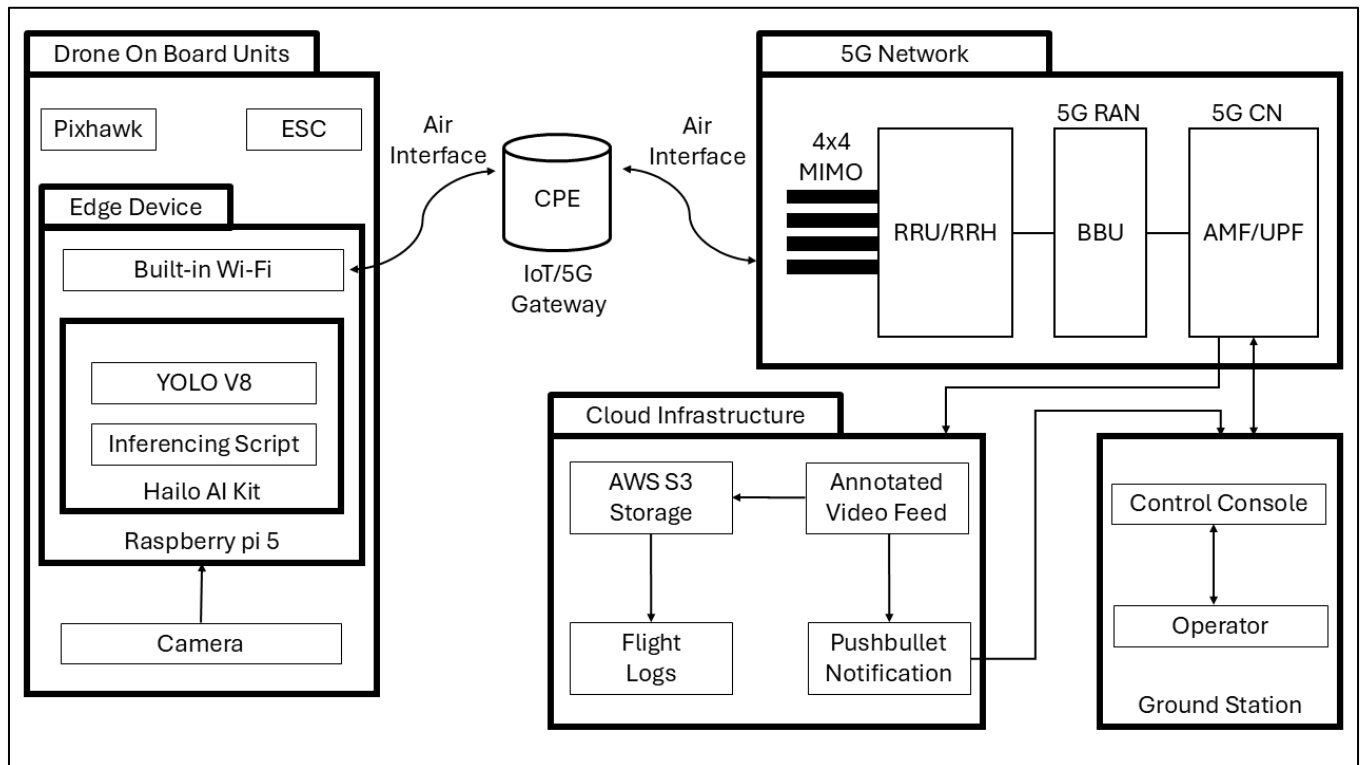 Drone On Board Units
Pixhawk
ESC
Edge Device
Built-in Wi-Fi
YOLO V8
Inferencing Script
Hailo AI Kit
Raspberry pi 5
Camera
Air
Interface
CPE
IoT/5G
Gateway
Air
Interface
5G Network
4x4
MIMO
RRU/RRH
5G RAN
BBU
5G CN
AMF/UPF
Cloud Infrastructure
AWS S3
Storage
Annotated
Video Feed
Flight
Logs
Pushbullet
Notification
Control Console
Operator
Ground Station